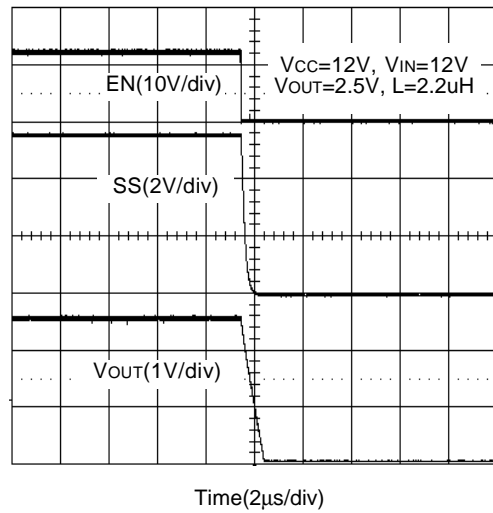 VCC=12V, VIN=12V
EN(10V/div) VOUT=2.5V, L=2.2uH
SS(2V/div)
VOUT(1V/div)
Time(2μs/div)